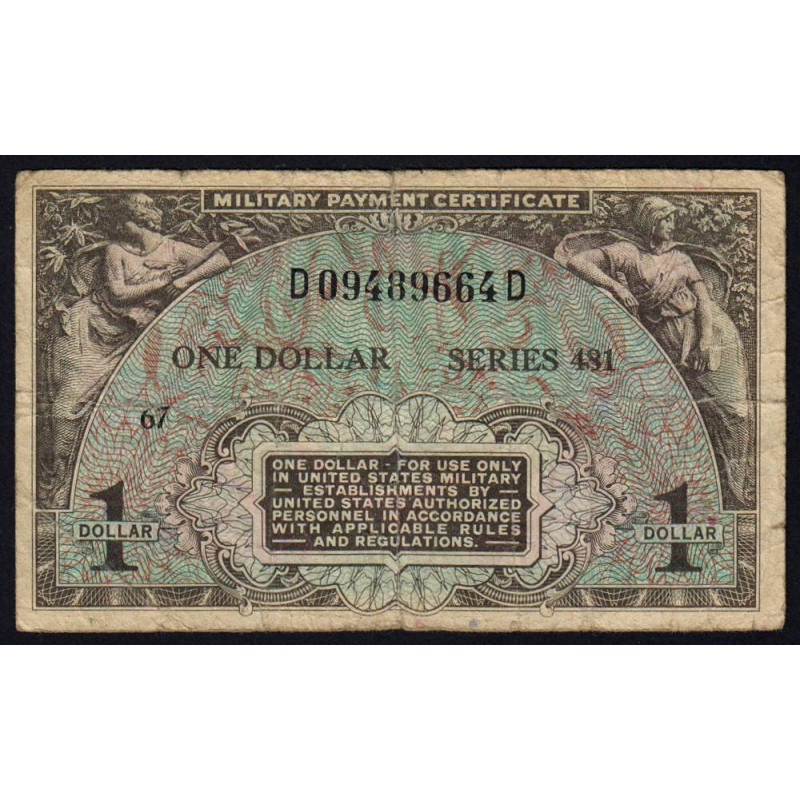 MILITARY PAYMENT CERTIFICATE
D09489664D
ONE DOLLAR SERIES 481
67
ONE DOLLAR - FOR USE ONLY
IN UNITED STATES MILITARY
— ESTABLISHMENTS BY —
UNITED STATES AUTHORIZED
PERSONNEL IN ACCORDANCE
WITH APPLICABLE RULES
— AND REGULATIONS. —
1 DOLLAR
1 DOLLAR